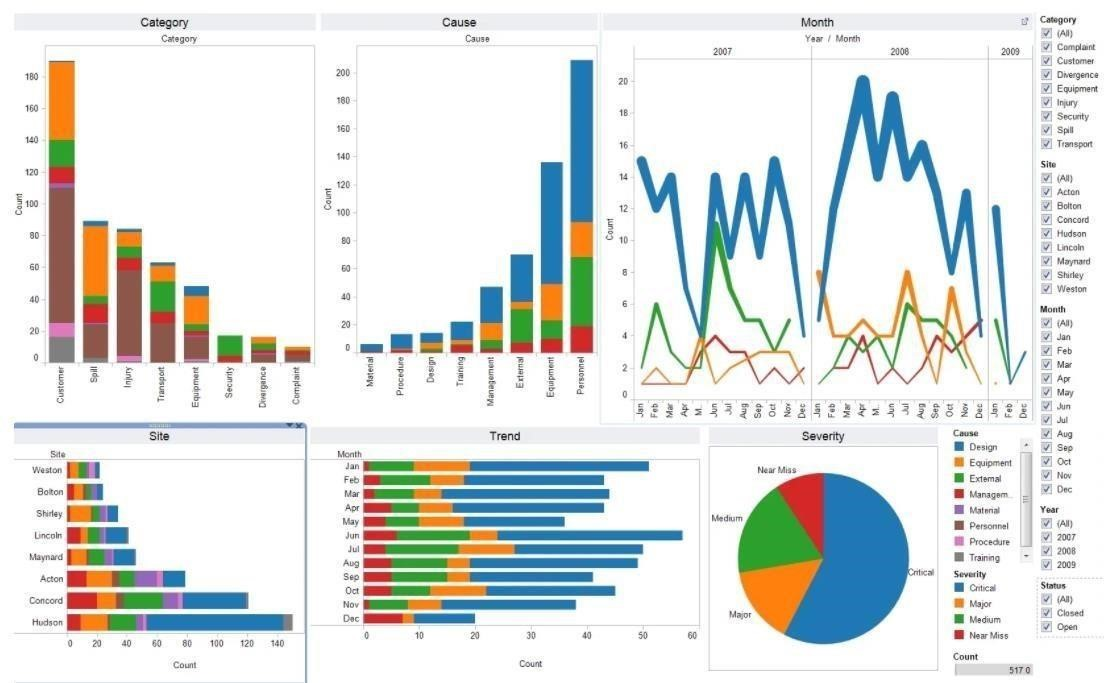 Category
Category
Count
180
160
140
120
100
80
60
40
20
0
Customer
Spill
Injury
Transport
Equipment
Security
Divergence
Complaint
Cause
Cause
Count
200
180
160
140
120
100
80
60
40
20
0
Material
Procedure
Design
Training
Management
External
Equipment
Personnel
Month
Year / Month
2007 2008 2009
Count
20
18
16
14
12
10
8
6
4
2
0
Jan Feb Mar Apr M.. Jun Jul Aug Sep Oct Nov Dec Jan Feb Mar Apr M.. Jun Jul Aug Sep Oct Nov Dec Jan Feb Dec
Category
(All)
Complaint
Customer
Divergence
Equipment
Injury
Security
Spill
Transport
Site
(All)
Acton
Bolton
Concord
Hudson
Lincoln
Maynard
Shirley
Weston
Month
(All)
Jan
Feb
Mar
Apr
May
Jun
Jul
Aug
Sep
Oct
Nov
Dec
Year
(All)
2007
2008
2009
Status
(All)
Closed
Open
Site
Site
Weston
Bolton
Shirley
Lincoln
Maynard
Acton
Concord
Hudson
0 20 40 60 80 100 120 140
Count
Trend
Month
Jan
Feb
Mar
Apr
May
Jun
Jul
Aug
Sep
Oct
Nov
Dec
0 10 20 30 40 50 60
Count
Severity
Near Miss
Medium
Major
Critical
Cause
Design
Equipment
External
Managem..
Material
Personnel
Procedure
Training
Severity
Critical
Major
Medium
Near Miss
Count
517.0